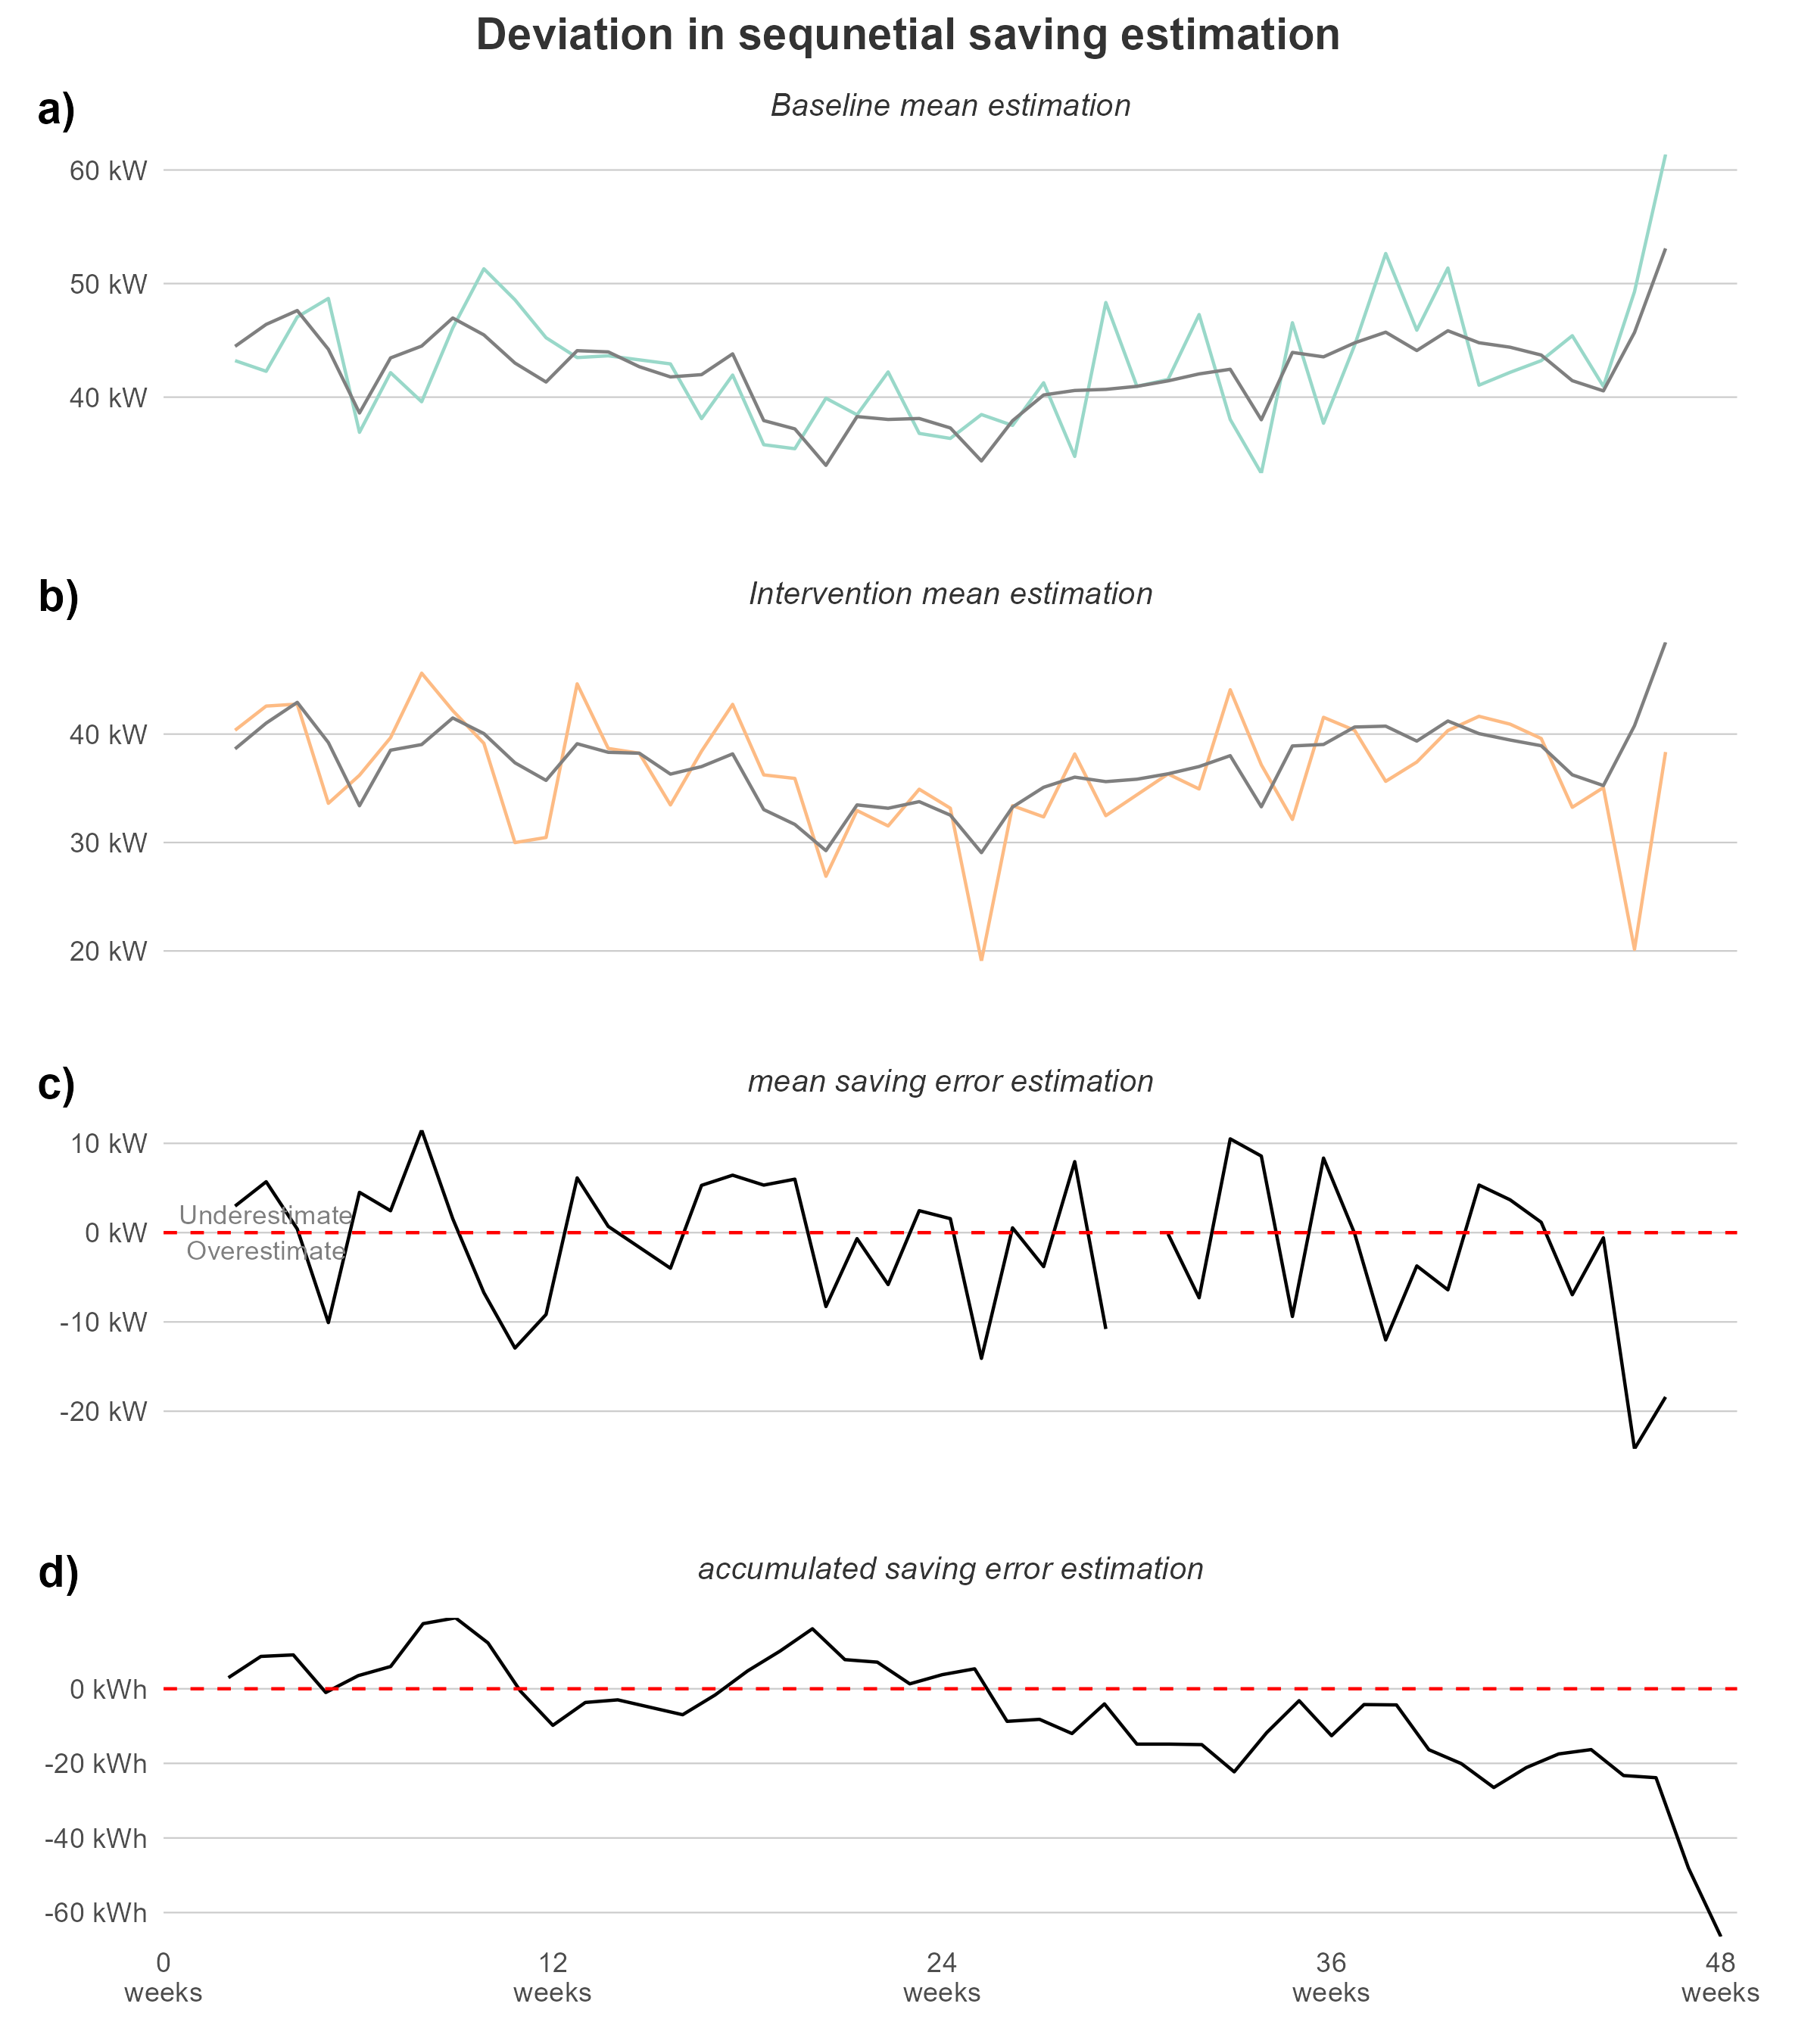 Deviation in sequnetial saving estimation
a)
Baseline mean estimation
60 kW
50 kW
40 kW
b)
Intervention mean estimation
40 kW
30 kW
20 kW
c)
mean saving error estimation
10 kW
Underestimate
0 kW
Overestimate
-10 kW
-20 kW
d)
accumulated saving error estimation
0 kWh
-20 kWh
-40 kWh
-60 kWh
0 12 24 36 48
weeks weeks weeks weeks weeks